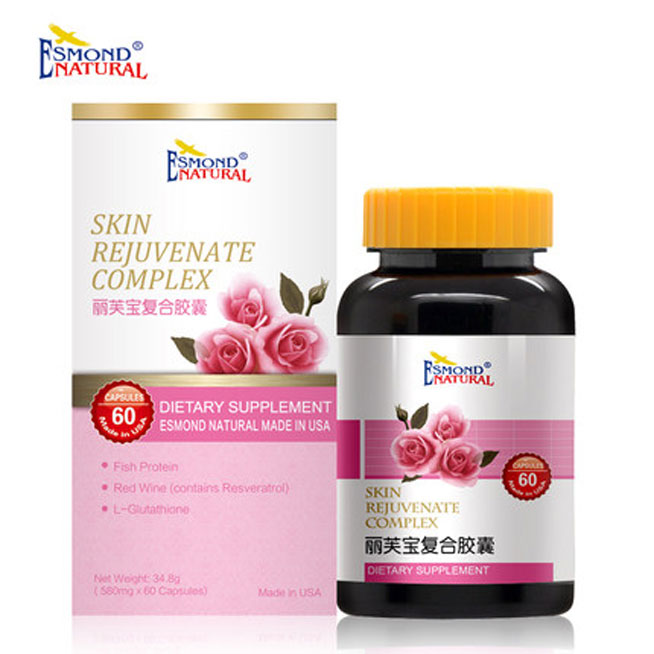 ESMOND®
NATURAL
ESMOND®
NATURAL
SKIN
REJUVENATE
COMPLEX
丽芙宝复合胶囊
CAPSULES
60
Made in USA
DIETARY SUPPLEMENT
ESMOND NATURAL MADE IN USA
• Fish Protein
• Red Wine (contains Resveratrol)
• L-Glutathione
Net Weight: 34.8g
( 580mg x 60 Capsules)
Made in USA
ESMOND®
NATURAL
CAPSULES
60
Made in USA
SKIN
REJUVENATE
COMPLEX
丽芙宝复合胶囊
DIETARY SUPPLEMENT